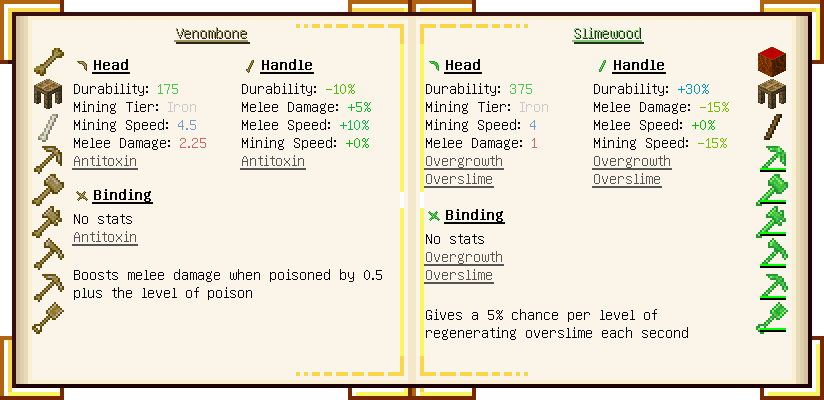 Venombone
Head
Durability: 175
Mining Tier: Iron
Mining Speed: 4.5
Melee Damage: 2.25
Antitoxin
Handle
Durability: -10%
Melee Damage: +5%
Melee Speed: +10%
Mining Speed: +0%
Antitoxin
Binding
No stats
Antitoxin
Boosts melee damage when poisoned by 0.5
plus the level of poison
Slimewood
Head
Durability: 375
Mining Tier: Iron
Mining Speed: 4
Melee Damage: 1
Overgrowth
Overslime
Handle
Durability: +30%
Melee Damage: -15%
Melee Speed: +0%
Mining Speed: -15%
Overgrowth
Overslime
Binding
No stats
Overgrowth
Overslime
Gives a 5% chance per level of
regenerating overslime each second